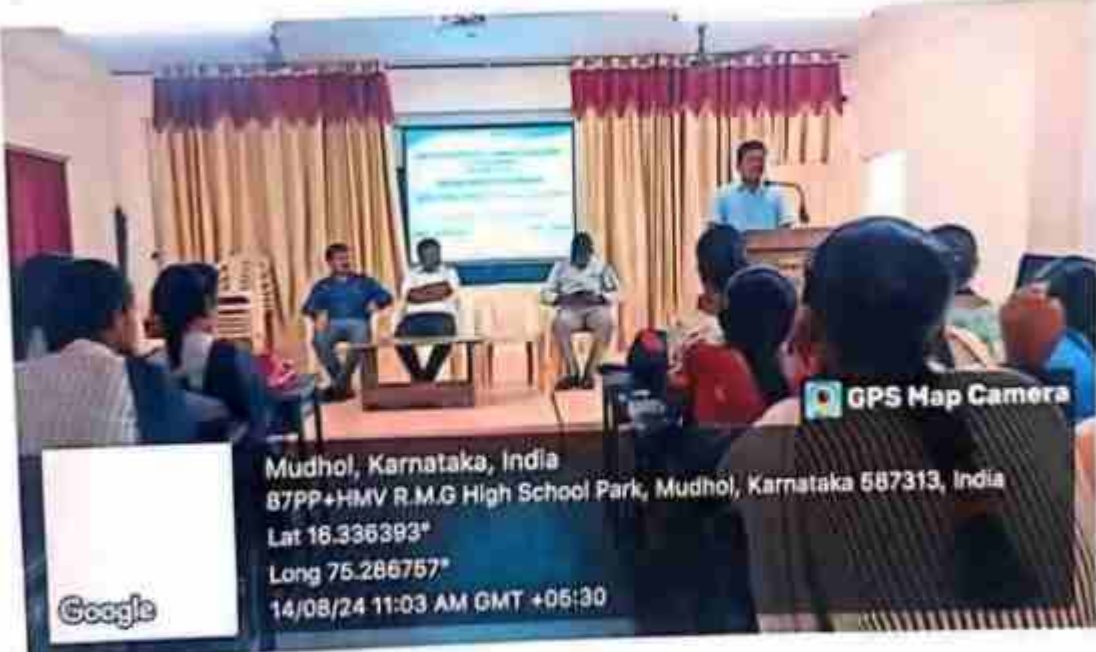 GPS Map Camera
Mudhol, Karnataka, India
87PP+HMV R.M.G High School Park, Mudhol, Karnataka 587313, India
Lat 16.336393°
Long 75.286757°
14/08/24 11:03 AM GMT +05:30
Google